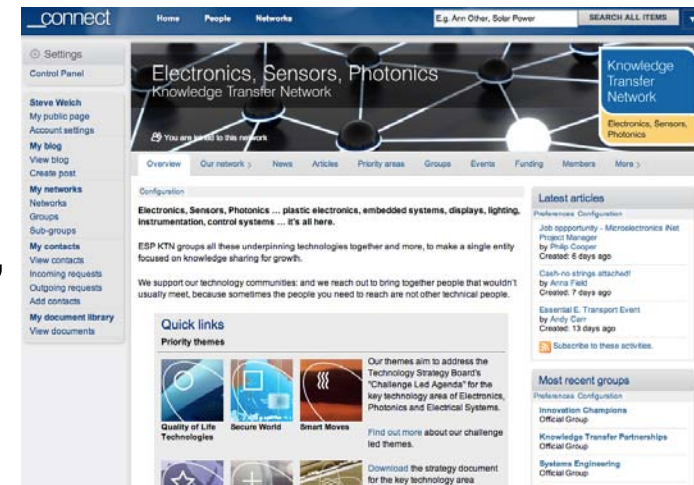 _connect
Home People Networks
E.g. Ann Other, Solar Power
SEARCH ALL ITEMS
Settings
Control Panel
Steve Welch
My public page
Account settings
My blog
View blog
Create post
My networks
Networks
Groups
Sub-groups
My contacts
View contacts
Incoming requests
Outgoing requests
Add contacts
My document library
View documents
Electronics, Sensors, Photonics
Knowledge Transfer Network
You are joined to this network
Knowledge
Transfer
Network
Electronics, Sensors,
Photonics
Overview Our network > News Articles Priority areas Groups Events Funding Members More >
Configuration
Electronics, Sensors, Photonics ... plastic electronics, embedded systems, displays, lighting,
instrumentation, control systems ... it's all here.
ESP KTN groups all these underpinning technologies together and more, to make a single entity
focused on knowledge sharing for growth.
We support our technology communities: and we reach out to bring together people that wouldn't
usually meet, because sometimes the people you need to reach are not other technical people.
Quick links
Priority themes
Quality of Life
Technologies
Secure World
Smart Moves
Our themes aim to address the
Technology Strategy Board's
"Challenge Led Agenda" for the
key technology area of Electronics,
Photonics and Electrical Systems.
Find out more about our challenge
led themes.
Download the strategy document
for the key technology area
Latest articles
Preferences Configuration
Job oppportunity - Microelectronics iNet
Project Manager
by Philip Cooper
Created: 6 days ago
Cash-no strings attached!
by Anna Field
Created: 7 days ago
Essential E. Transport Event
by Andy Carr
Created: 13 days ago
Subscribe to these activities.
Most recent groups
Preferences Configuration
Innovation Champions
Official Group
Knowledge Transfer Partnerships
Official Group
Systems Engineering
Official Group